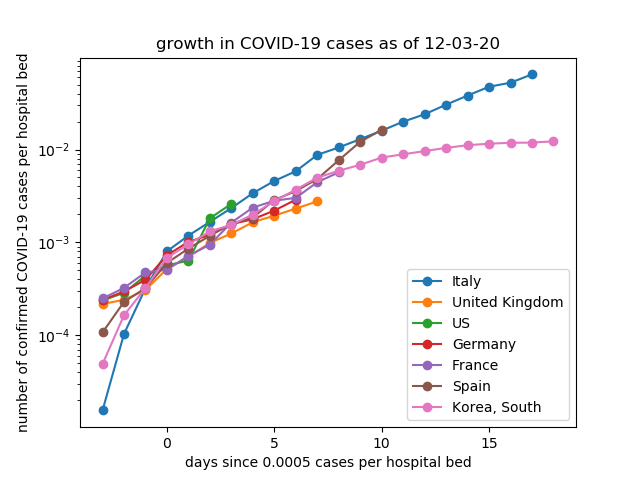 growth in COVID-19 cases as of 12-03-20
number of confirmed COVID-19 cases per hospital bed
10⁻²
10⁻³
10⁻⁴
Italy
United Kingdom
US
Germany
France
Spain
Korea, South
0 5 10 15
days since 0.0005 cases per hospital bed